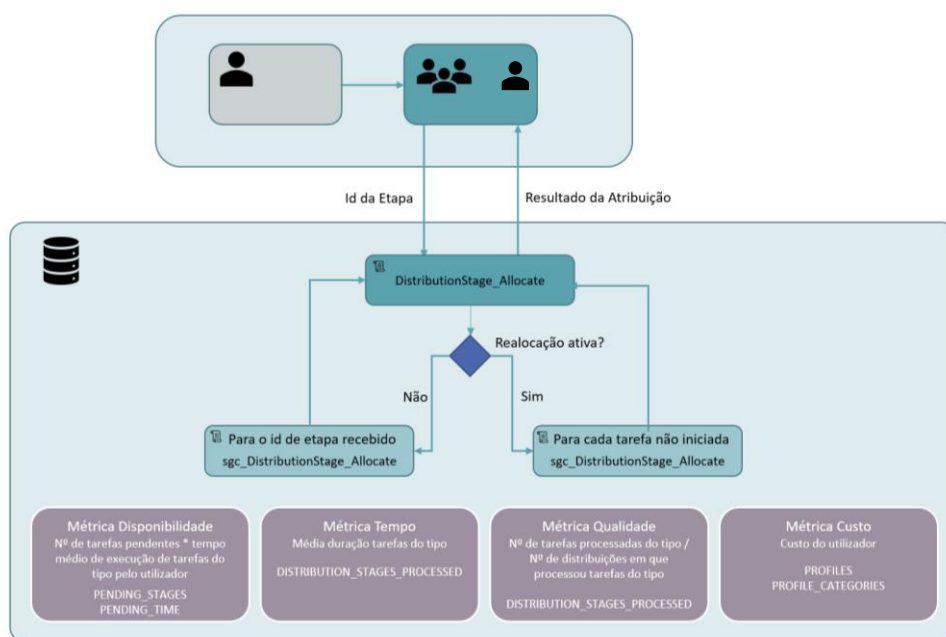 Id da Etapa
Resultado da Atribuição
DistributionStage_Allocate
Realocação ativa?
Não
Sim
Para o id de etapa recebido
sgc_DistributionStage_Allocate
Para cada tarefa não iniciada
sgc_DistributionStage_Allocate
Métrica Disponibilidade
Nº de tarefas pendentes * tempo
médio de execução de tarefas do
tipo pelo utilizador
PENDING_STAGES
PENDING_TIME
Métrica Tempo
Média duração tarefas do tipo
DISTRIBUTION_STAGES_PROCESSED
Métrica Qualidade
Nº de tarefas processadas do tipo /
Nº de distribuições em que
processou tarefas do tipo
DISTRIBUTION_STAGES_PROCESSED
Métrica Custo
Custo do utilizador
PROFILES
PROFILE_CATEGORIES